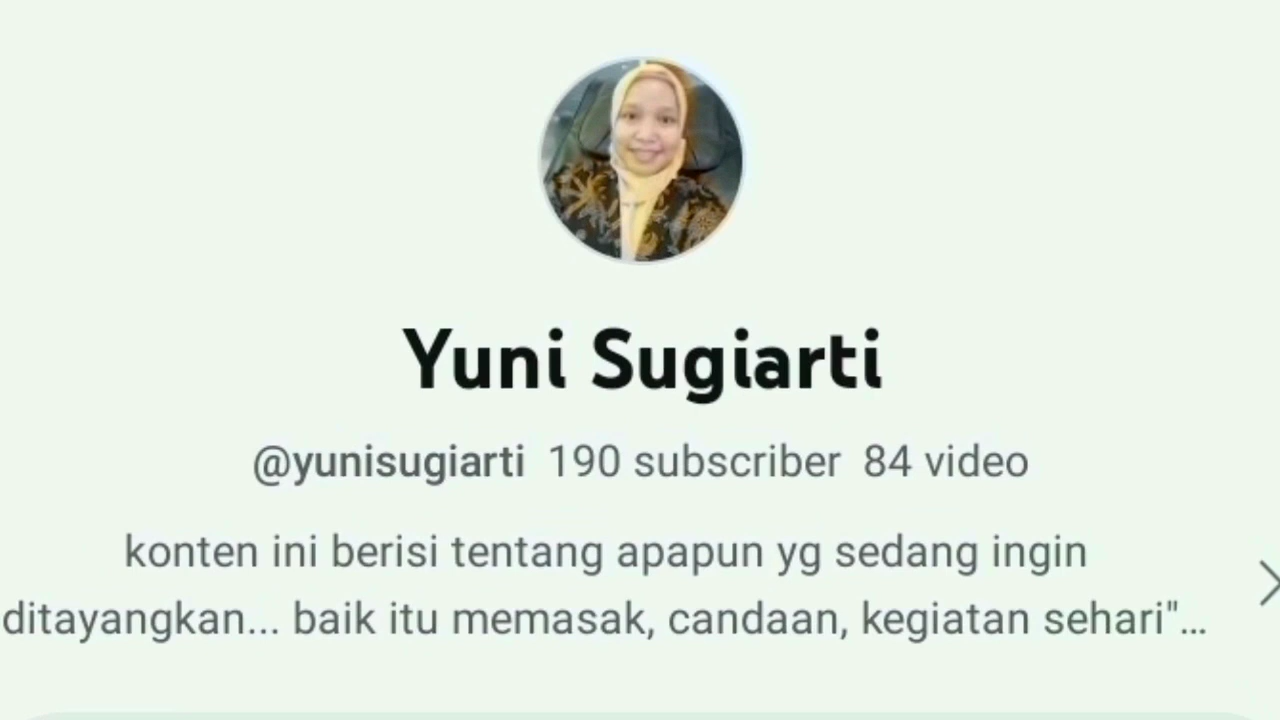 Yuni Sugiarti
@yunisugiarti 190 subscriber 84 video
konten ini berisi tentang apapun yg sedang ingin
ditayangkan... baik itu memasak, candaan, kegiatan sehari"...